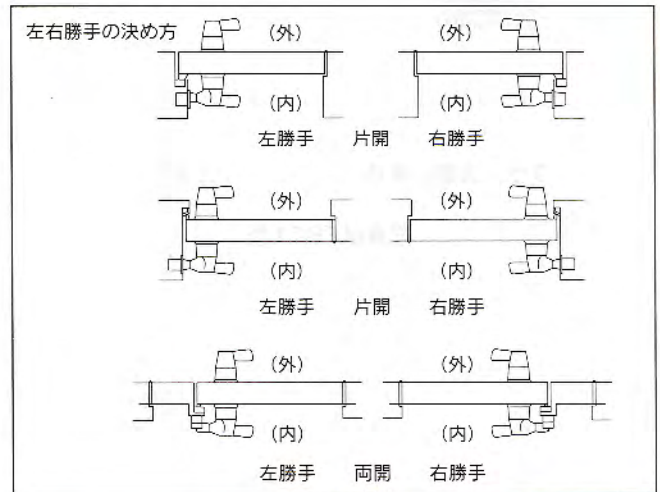 左右勝手の決め方
(外) (外)
(内) (内)
左勝手 片開 右勝手
(外) (外)
(内) (内)
左勝手 片開 右勝手
(外) (外)
(内) (内)
左勝手 両開 右勝手